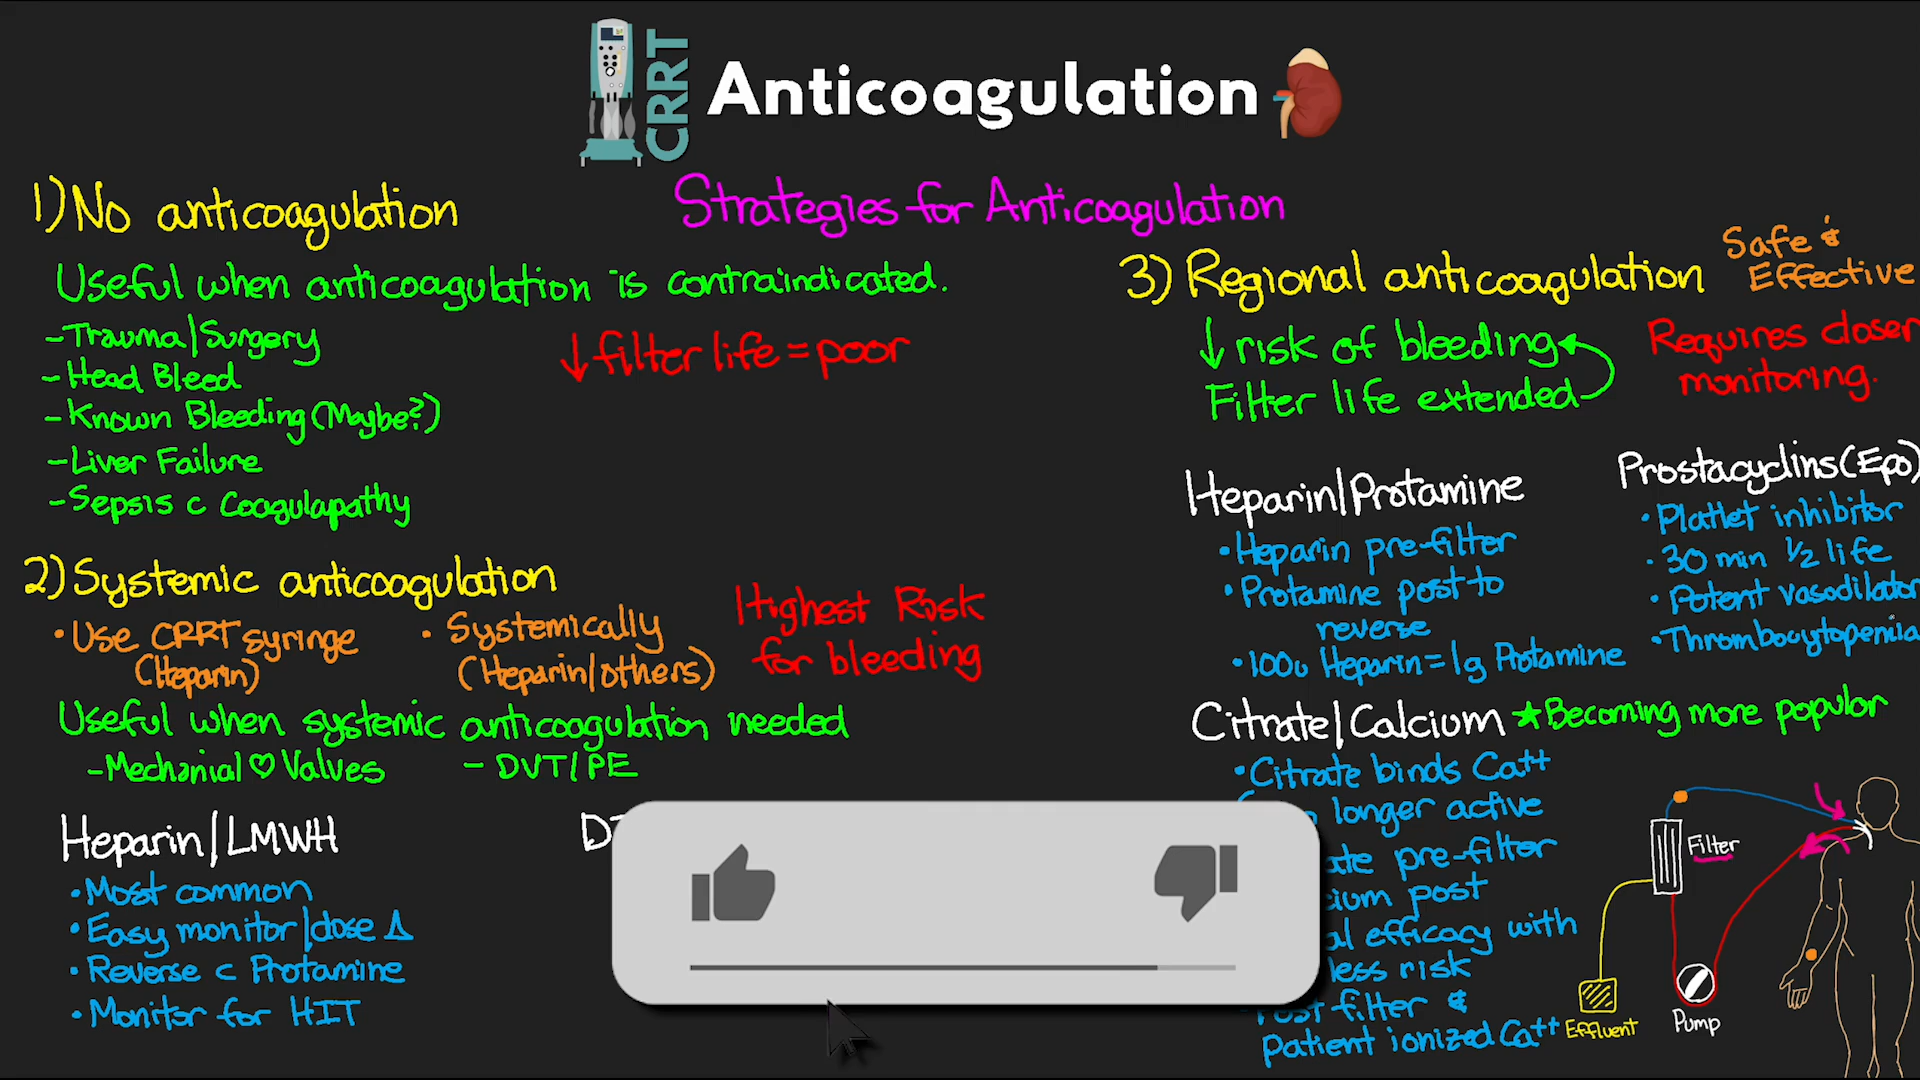 CRRT
Anticoagulation
Strategies for Anticoagulation
1) No anticoagulation
Useful when anticoagulation is contraindicated.
- Trauma/Surgery
- Head Bleed
- Known Bleeding (Maybe?)
- Liver Failure
- Sepsis c Coagulapathy
↓ filter life = poor
2) Systemic anticoagulation
• Use CRRT syringe
(Heparin)
• Systemically
(Heparin/others)
Highest Risk
for bleeding
Useful when systemic anticoagulation needed
- Mechanial ♡ Valves
- DVT/PE
Heparin/LMWH
• Most common
• Easy monitor/dose Δ
• Reverse c Protamine
• Monitor for HIT
3) Regional anticoagulation
Safe &
Effective
↓ risk of bleeding
Filter life extended
Requires closer
monitoring.
Heparin/Protamine
• Heparin pre-filter
• Protamine post to
reverse
• 100u Heparin = 1g Protamine
Prostacyclins (Epo)
• Platlet inhibitor
• 30 min 1/2 life
• Potent vasodilator
• Thrombocytopenia
Citrate/Calcium ★ Becoming more populor
• Citrate binds Ca++
longer active
pre-filter
post
efficacy with
less risk
Post filter &
patient ionized Ca++
Filter
Effluent
Pump